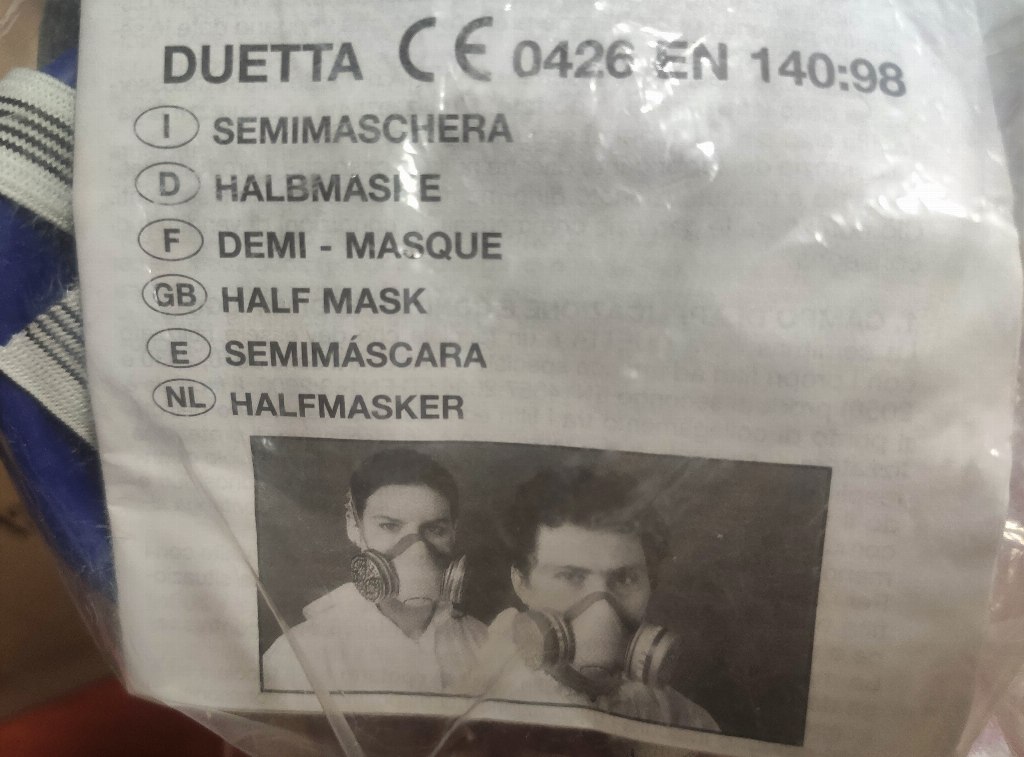 DUETTA CE 0426 EN 140:98
I SEMIMASCHERA
D HALBMASKE
F DEMI - MASQUE
GB HALF MASK
E SEMIMÁSCARA
NL HALFMASKER